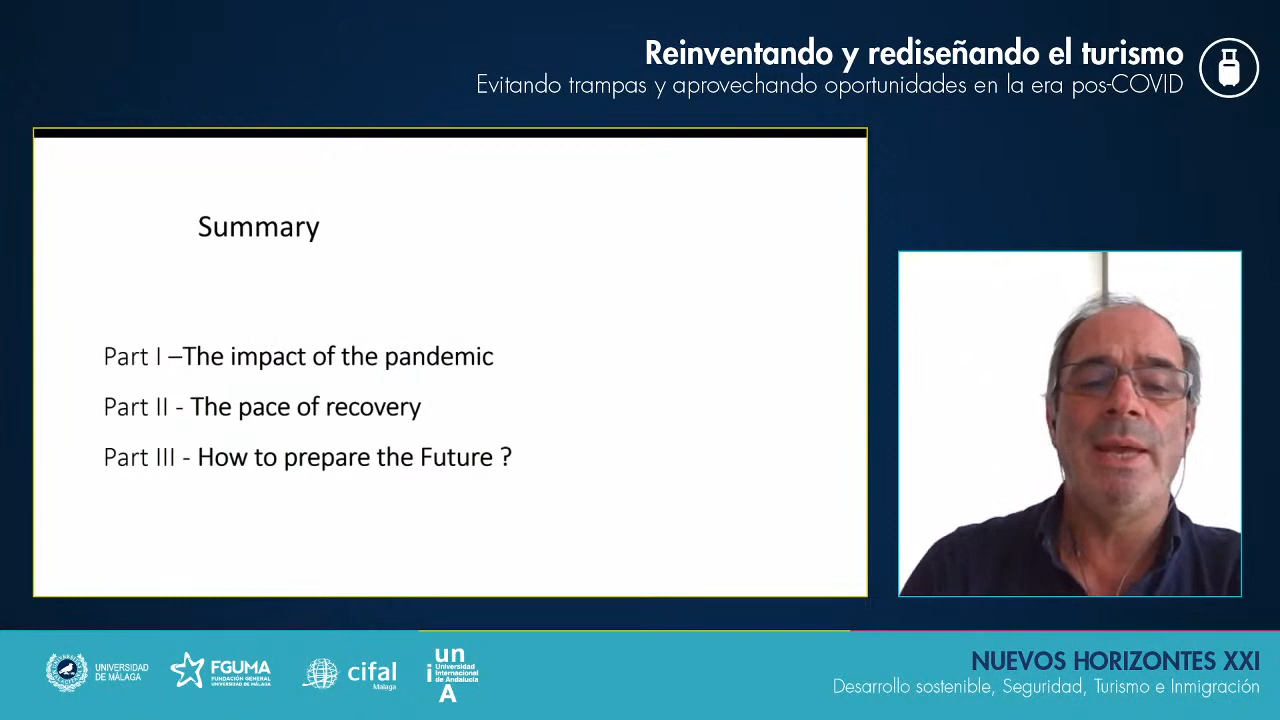 Reinventando y rediseñando el turismo
Evitando trampas y aprovechando oportunidades en la era pos-COVID
Summary
Part I –The impact of the pandemic
Part II - The pace of recovery
Part III - How to prepare the Future ?
UNIVERSIDAD
DE MÁLAGA
FGUMA
FUNDACIÓN GENERAL
UNIVERSIDAD DE MÁLAGA
cifal
Málaga
un
i
Universidad
Internacional
de Andalucía
A
NUEVOS HORIZONTES XXI
Desarrollo sostenible, Seguridad, Turismo e Inmigración